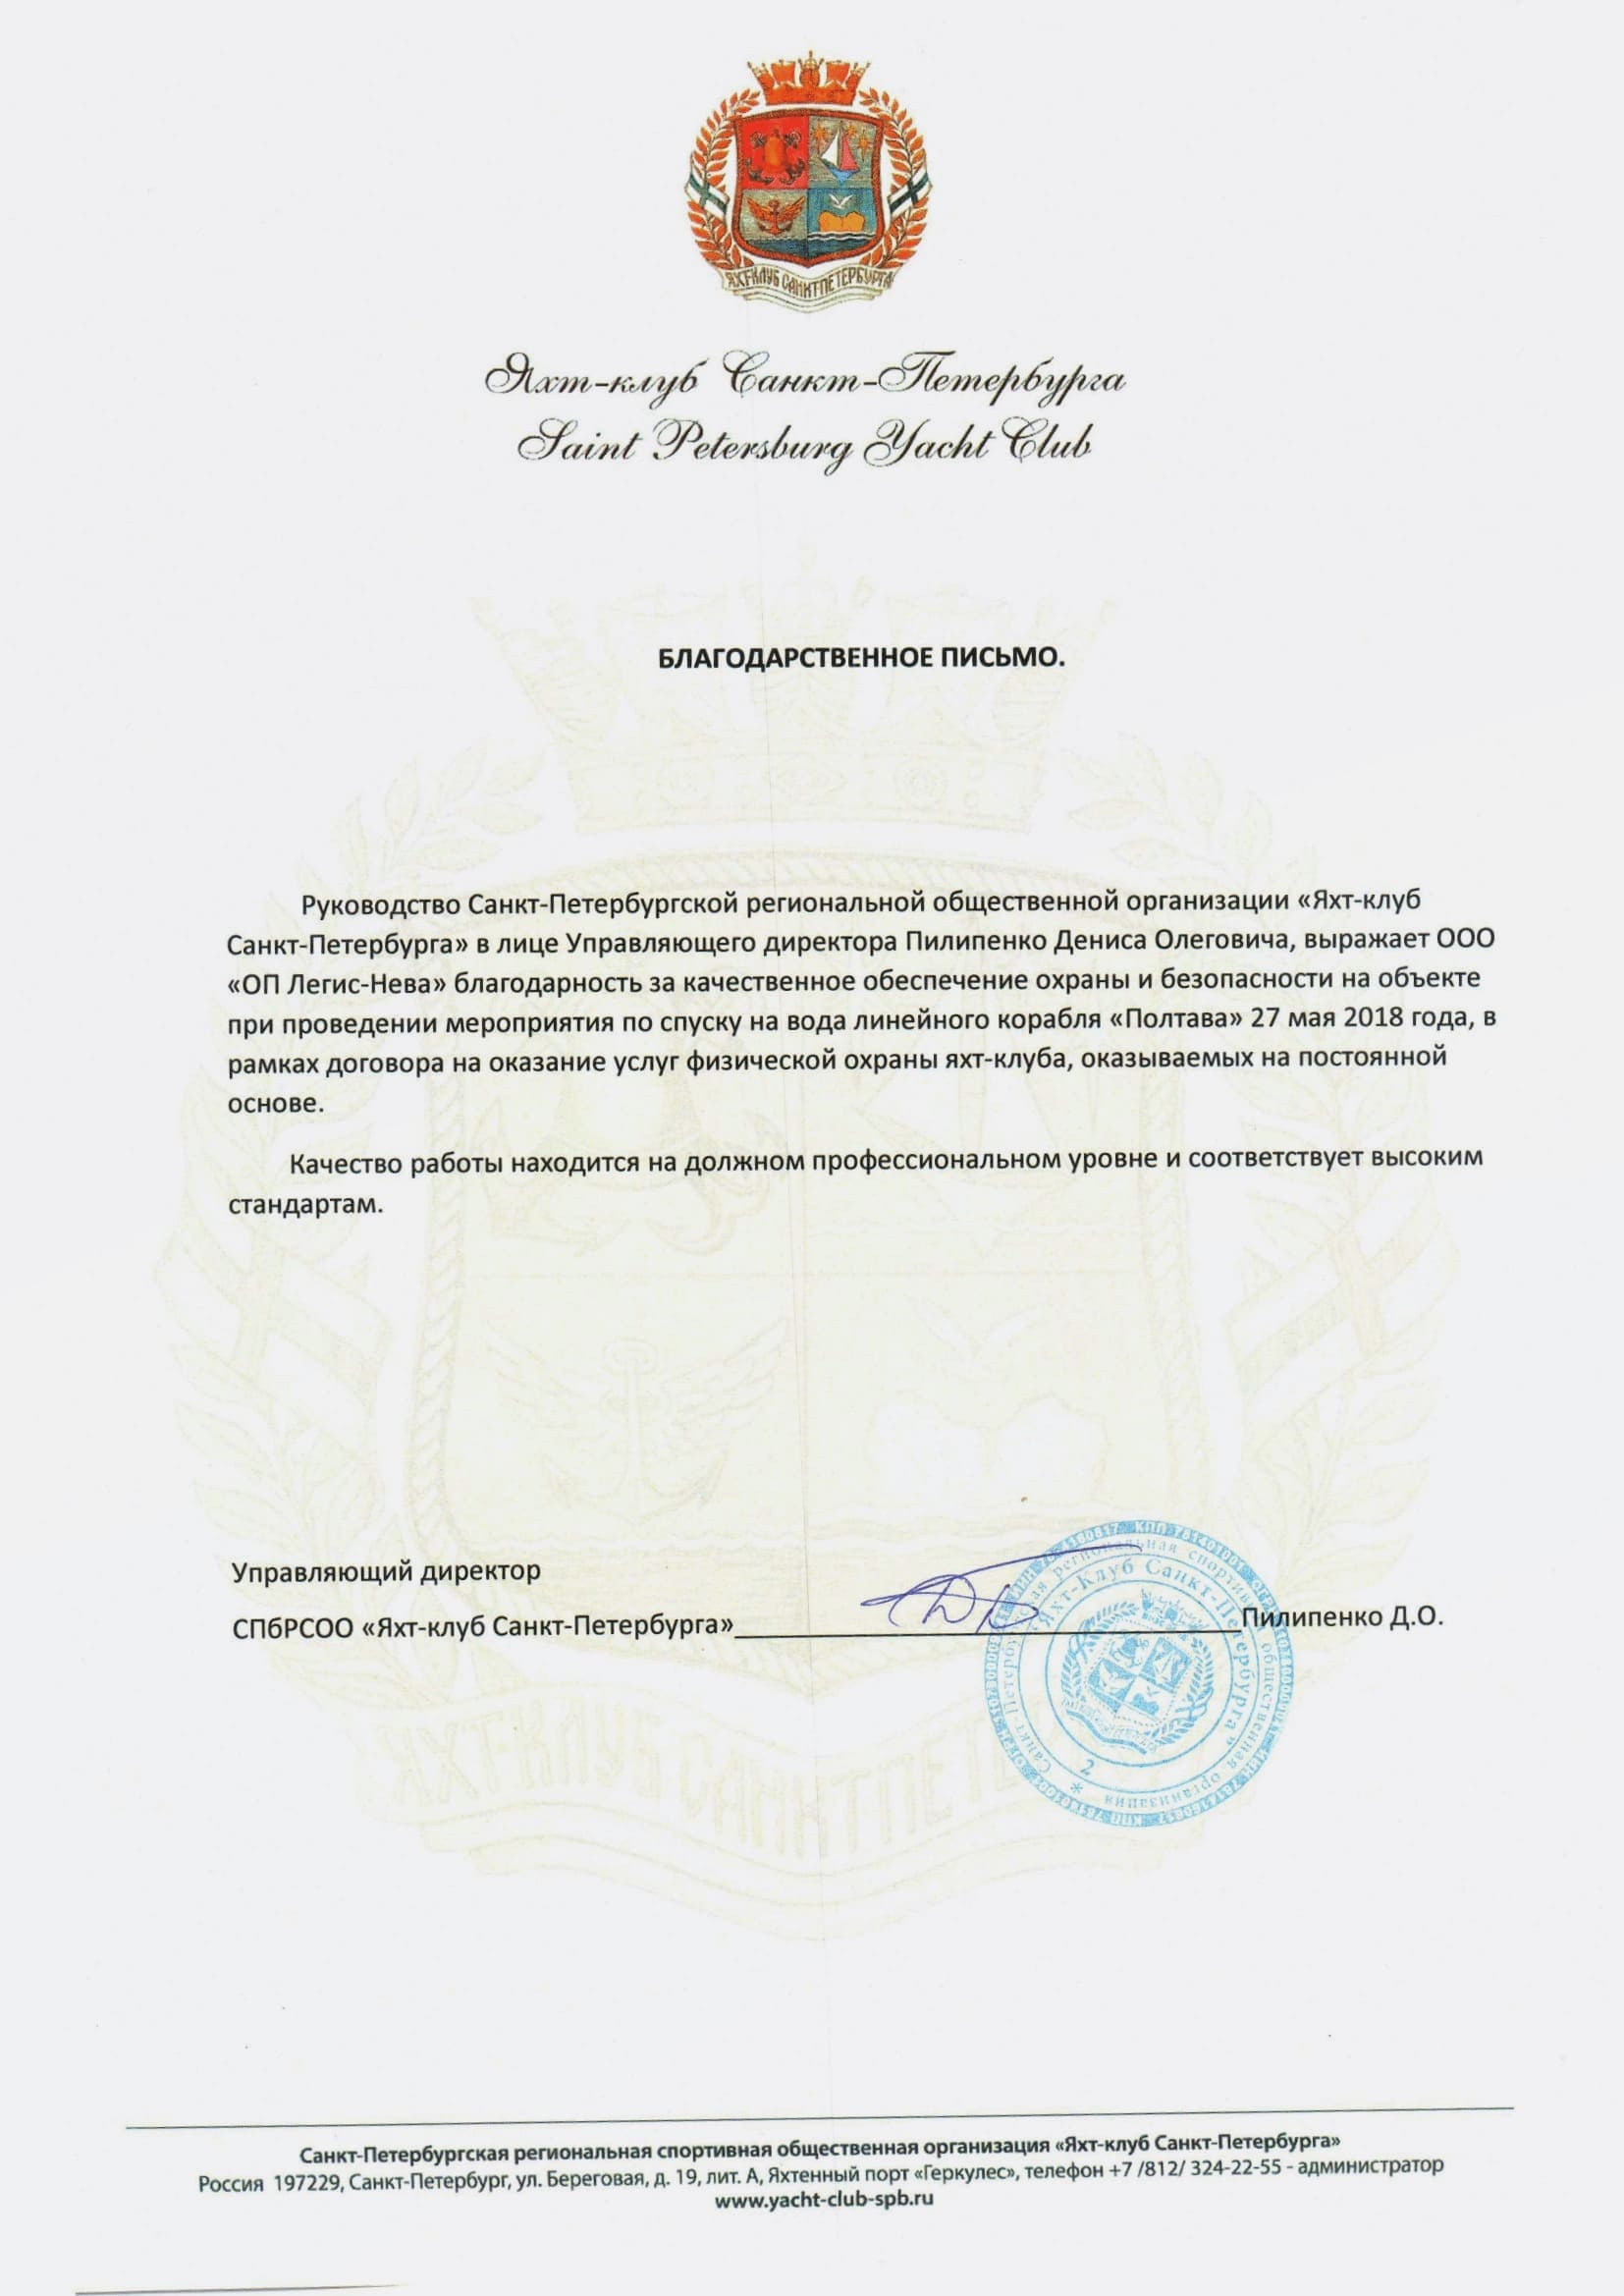 ЯХТ-КЛУБ САНКТ-ПЕТЕРБУРГА
Яхт-клуб Санкт-Петербурга
Saint Petersburg Yacht Club
БЛАГОДАРСТВЕННОЕ ПИСЬМО.
Руководство Санкт-Петербургской региональной общественной организации «Яхт-клуб
Санкт-Петербурга» в лице Управляющего директора Пилипенко Дениса Олеговича, выражает ООО
«ОП Легис-Нева» благодарность за качественное обеспечение охраны и безопасности на объекте
при проведении мероприятия по спуску на вода линейного корабля «Полтава» 27 мая 2018 года, в
рамках договора на оказание услуг физической охраны яхт-клуба, оказываемых на постоянной
основе.
Качество работы находится на должном профессиональном уровне и соответствует высоким
стандартам.
Управляющий директор
СПбРСОО «Яхт-клуб Санкт-Петербурга» Пилипенко Д.О.
Санкт-Петербургская региональная спортивная общественная организация
«Яхт-Клуб Санкт-Петербурга»
2
Санкт-Петербургская региональная спортивная общественная организация «Яхт-клуб Санкт-Петербурга»
Россия 197229, Санкт-Петербург, ул. Береговая, д. 19, лит. А, Яхтенный порт «Геркулес», телефон +7 /812/ 324-22-55 - администратор
www.yacht-club-spb.ru